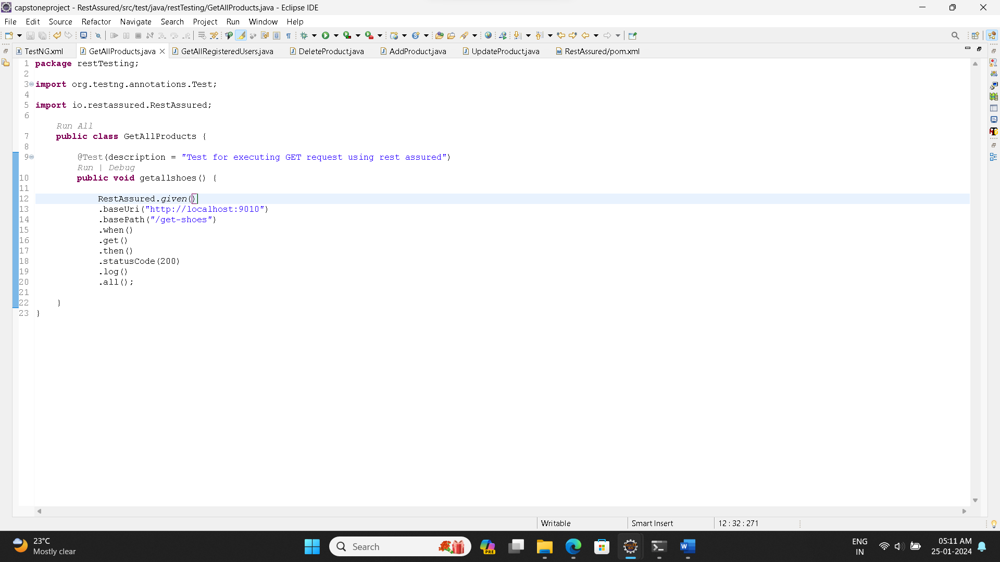 capstoneproject - RestAssured/src/test/java/restTesting/GetAllProducts.java - Eclipse IDE
File Edit Source Refactor Navigate Search Project Run Window Help
TestNG.xml GetAllProducts.java GetAllRegisteredUsers.java DeleteProduct.java AddProduct.java UpdateProduct.java RestAssured/pom.xml
1 package restTesting;
2
3 import org.testng.annotations.Test;
4
5 import io.restassured.RestAssured;
6
Run All
7 public class GetAllProducts {
8
9 @Test(description = "Test for executing GET request using rest assured")
Run | Debug
10 public void getallshoes() {
11
12 RestAssured.given()
13 .baseUri("http://localhost:9010")
14 .basePath("/get-shoes")
15 .when()
16 .get()
17 .then()
18 .statusCode(200)
19 .log()
20 .all();
21
22 }
23 }
Writable Smart Insert 12 : 32 : 271
23°C
Mostly clear
Search
PRE
ENG
IN
05:11 AM
25-01-2024